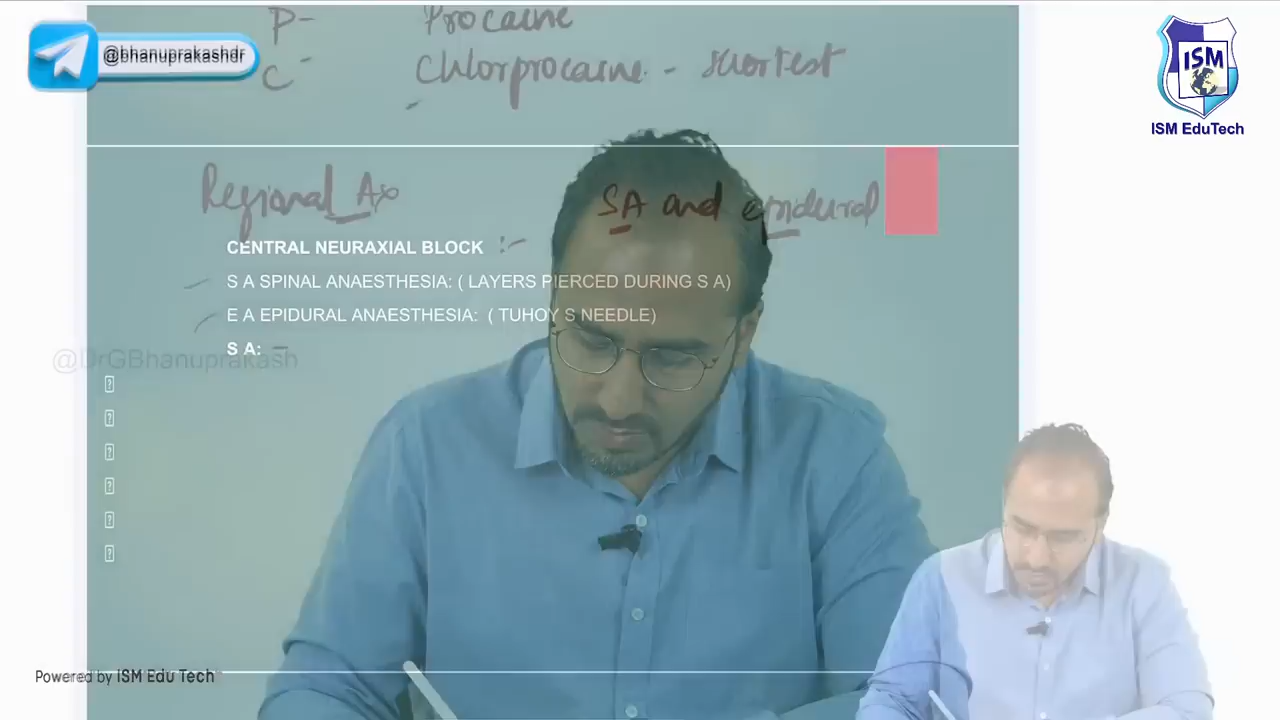 P- Procaine
@bhanuprakashdr
C- Chlorprocaine - shortest
ISM
ISM EduTech
Regional Ax SA and epidural
CENTRAL NEURAXIAL BLOCK :-
S A SPINAL ANAESTHESIA: ( LAYERS PIERCED DURING S A)
E A EPIDURAL ANAESTHESIA: ( TUHOY S NEEDLE)
S A: -
@DrGBhanuprakash
Powered by ISM Edu Tech